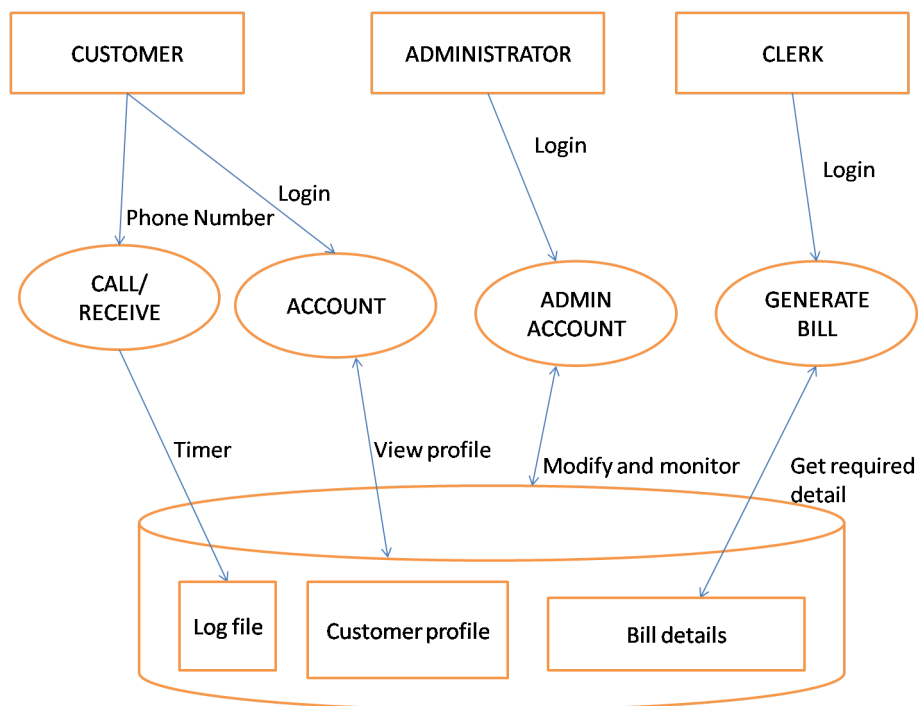 CUSTOMER
ADMINISTRATOR
CLERK
Login
Login
Login
Phone Number
CALL/
RECEIVE
ACCOUNT
ADMIN
ACCOUNT
GENERATE
BILL
Timer
View profile
Modify and monitor
Get required
detail
Log file
Customer profile
Bill details